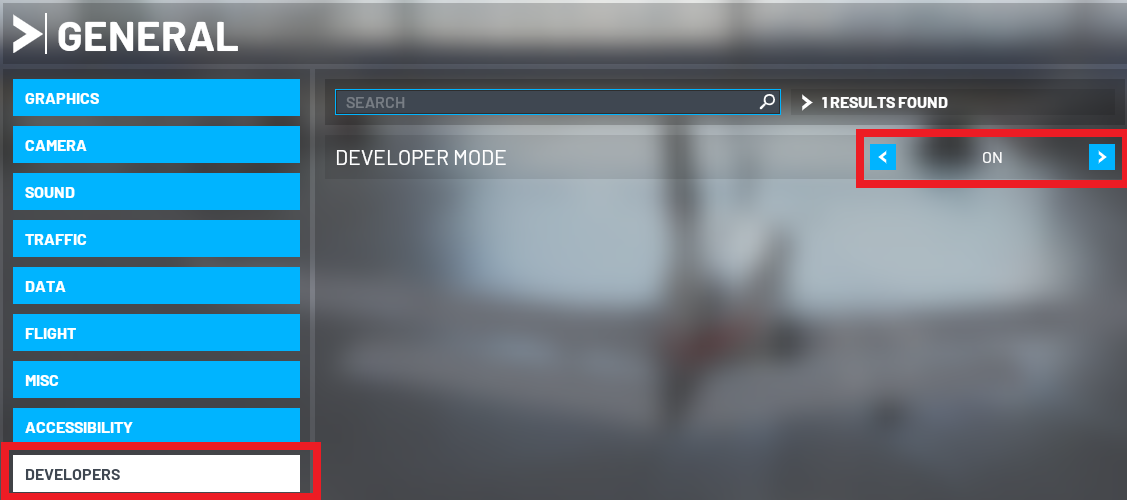 GENERAL
GRAPHICS
CAMERA
SOUND
TRAFFIC
DATA
FLIGHT
MISC
ACCESSIBILITY
DEVELOPERS
SEARCH
1 RESULTS FOUND
DEVELOPER MODE
ON